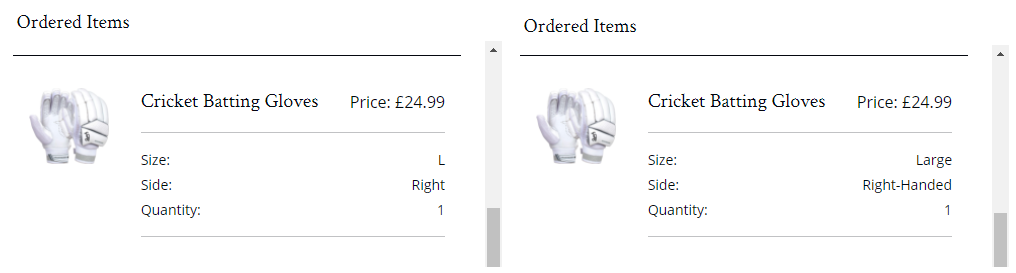 Ordered Items
Cricket Batting Gloves Price: £24.99
Size: L
Side: Right
Quantity: 1
Ordered Items
Cricket Batting Gloves Price: £24.99
Size: Large
Side: Right-Handed
Quantity: 1